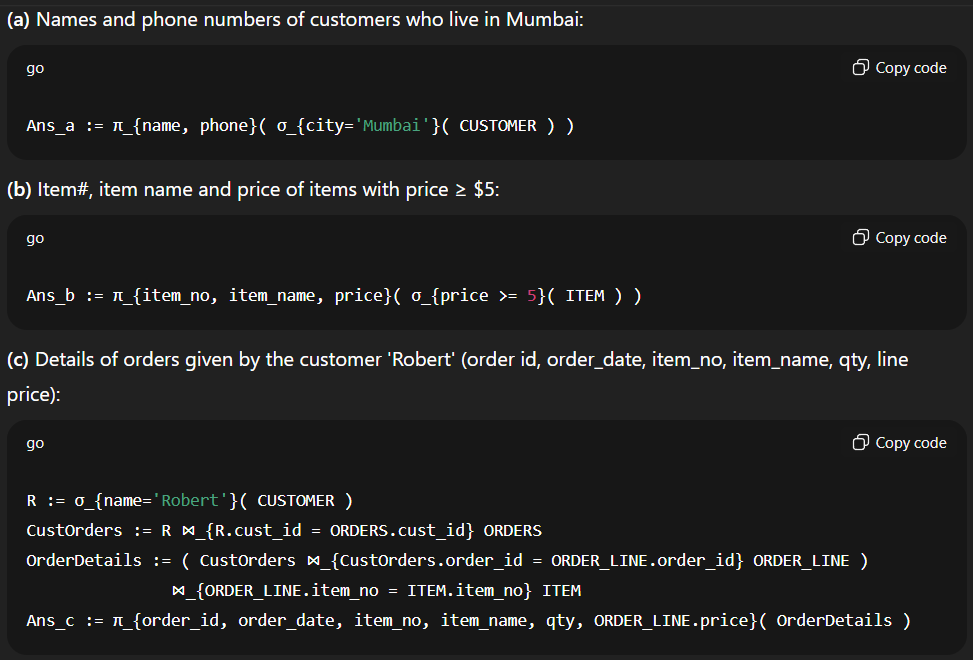 (a) Names and phone numbers of customers who live in Mumbai:
go
Copy code
Ans_a := π_{name, phone}( σ_{city='Mumbai'}( CUSTOMER ) )
(b) Item#, item name and price of items with price ≥ $5:
go
Copy code
Ans_b := π_{item_no, item_name, price}( σ_{price >= 5}( ITEM ) )
(c) Details of orders given by the customer 'Robert' (order id, order_date, item_no, item_name, qty, line
price):
go
Copy code
R := σ_{name='Robert'}( CUSTOMER )
CustOrders := R ⋈_{R.cust_id = ORDERS.cust_id} ORDERS
OrderDetails := ( CustOrders ⋈_{CustOrders.order_id = ORDER_LINE.order_id} ORDER_LINE )
⋈_{ORDER_LINE.item_no = ITEM.item_no} ITEM
Ans_c := π_{order_id, order_date, item_no, item_name, qty, ORDER_LINE.price}( OrderDetails )